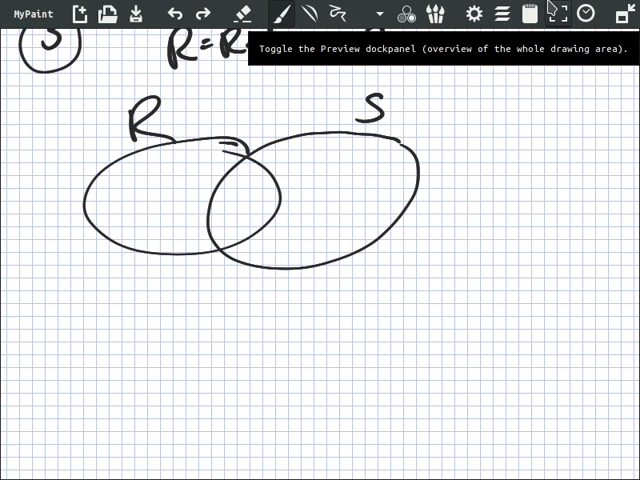 MyPaint
S R = R
Toggle the Preview dockpanel (overview of the whole drawing area).
R S